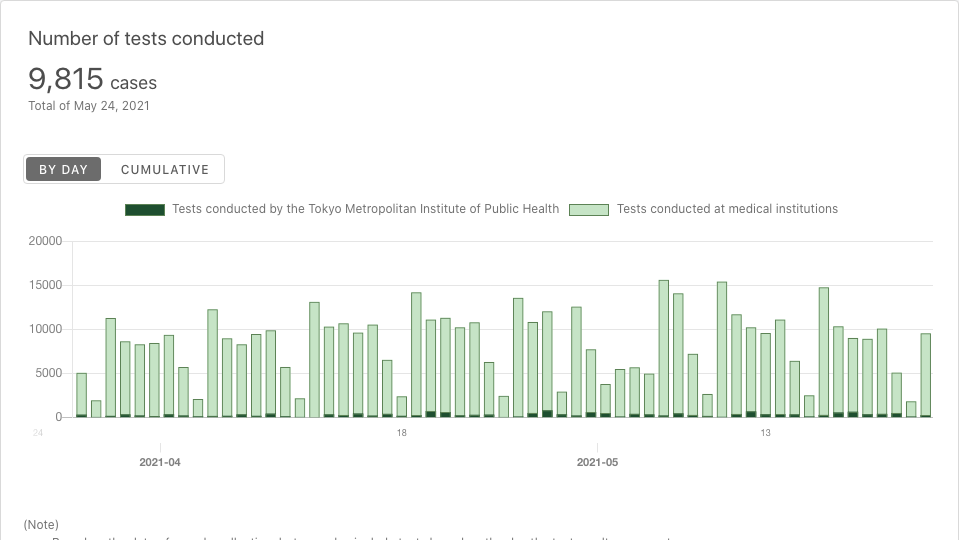 Number of tests conducted
9,815 cases
Total of May 24, 2021
BY DAY CUMULATIVE
Tests conducted by the Tokyo Metropolitan Institute of Public Health Tests conducted at medical institutions
20000
15000
10000
5000
0
24 18 13
2021-04 2021-05
(Note)